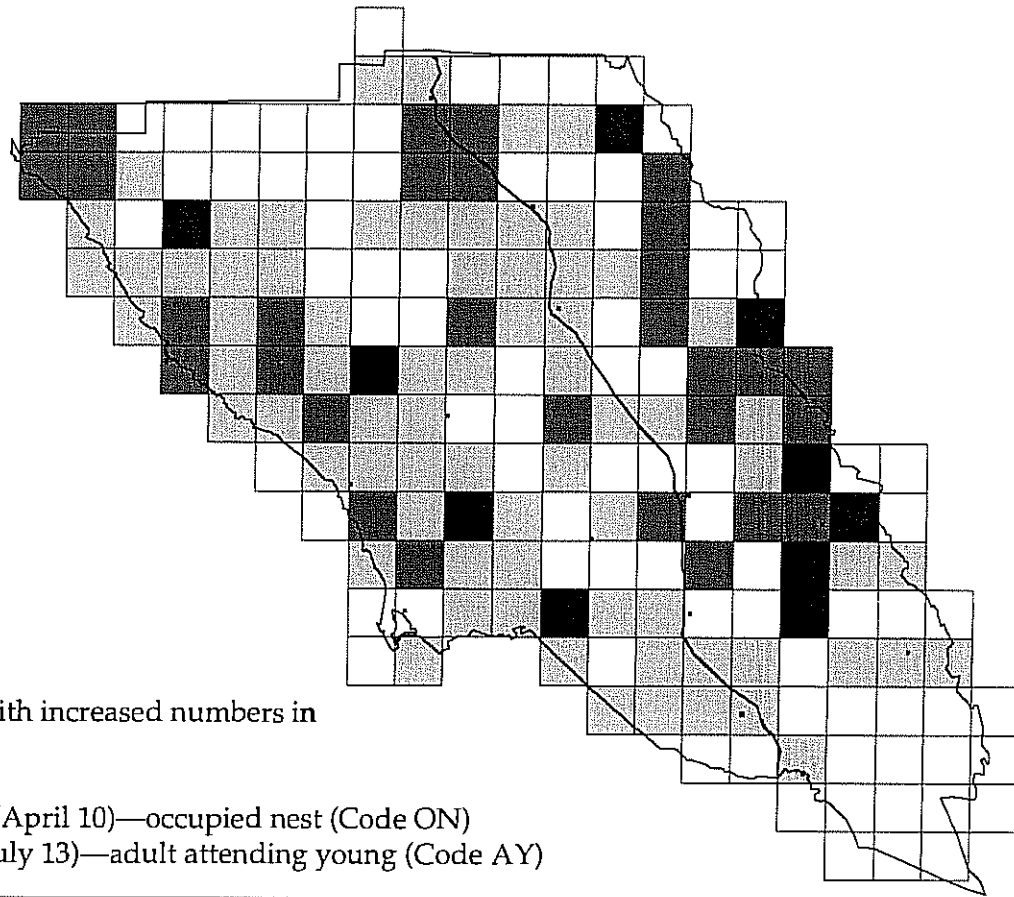 ith increased numbers in
April 10)—occupied nest (Code ON)
uly 13)—adult attending young (Code AY)